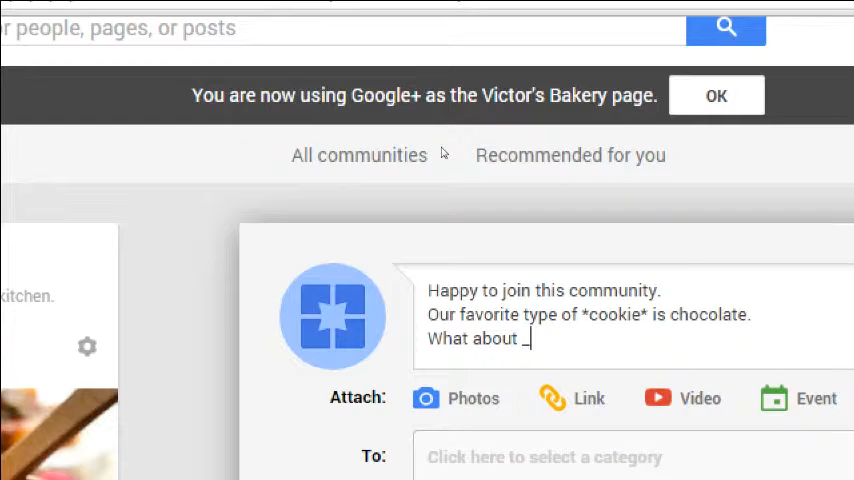 or people, pages, or posts
You are now using Google+ as the Victor's Bakery page.
OK
All communities
Recommended for you
kitchen.
Happy to join this community.
Our favorite type of *cookie* is chocolate.
What about _
Attach:
Photos
Link
Video
Event
To:
Click here to select a category